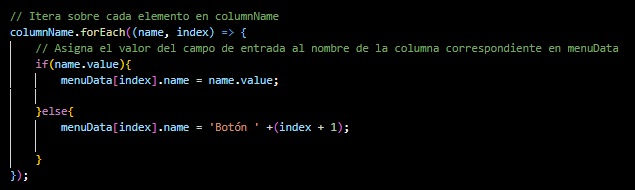 // Itera sobre cada elemento en columnName
columnName.forEach((name, index) => {
// Asigna el valor del campo de entrada al nombre de la columna correspondiente en menuData
if(name.value){
menuData[index].name = name.value;
}else{
menuData[index].name = 'Botón ' +(index + 1);
}
});